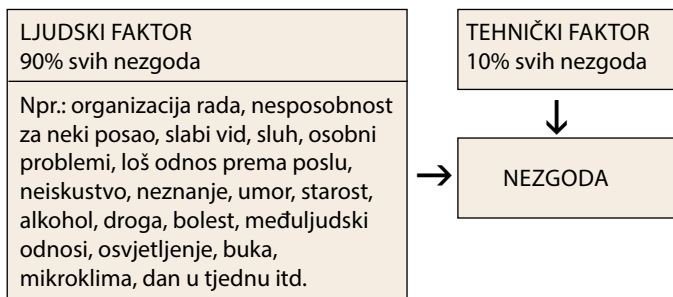 LJUDSKI FAKTOR
90% svih nezgoda
Npr.: organizacija rada, nesposobnost
za neki posao, slabi vid, sluh, osobni
problemi, loš odnos prema poslu,
neiskustvo, neznanje, umor, starost,
alkohol, droga, bolest, međuljudski
odnosi, osvjetljenje, buka,
mikroklima, dan u tjednu itd.
TEHNIČKI FAKTOR
10% svih nezgoda
NEZGODA